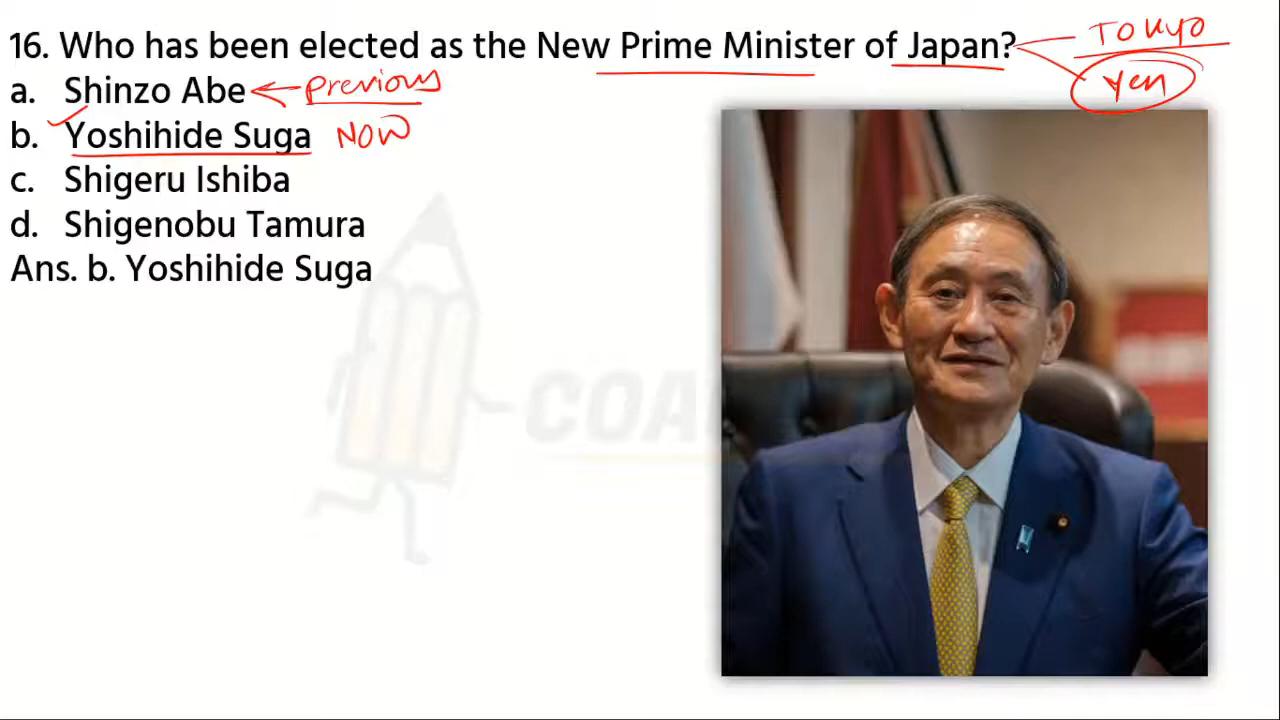 16. Who has been elected as the New Prime Minister of Japan? Tokyo
Yen
a. Shinzo Abe previous
b. Yoshihide Suga NOW
c. Shigeru Ishiba
d. Shigenobu Tamura
Ans. b. Yoshihide Suga